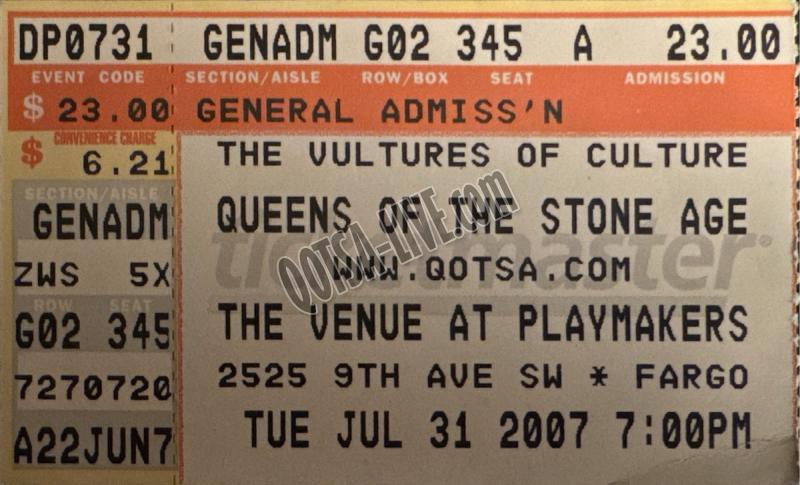 DP0731 GENADM G02 345 A 23.00
EVENT CODE SECTION/AISLE ROW/BOX SEAT ADMISSION
$ 23.00 GENERAL ADMISS'N
CONVENIENCE CHARGE
$ 6.21
SECTION/AISLE
GENADM
ZWS 5X
ROW SEAT
G02 345
7270720
A22JUN7
THE VULTURES OF CULTURE
QUEENS OF THE STONE AGE
WWW.QOTSA.COM
THE VENUE AT PLAYMAKERS
2525 9TH AVE SW * FARGO
TUE JUL 31 2007 7:00PM
ticketmaster
QOTSA-LIVE.com